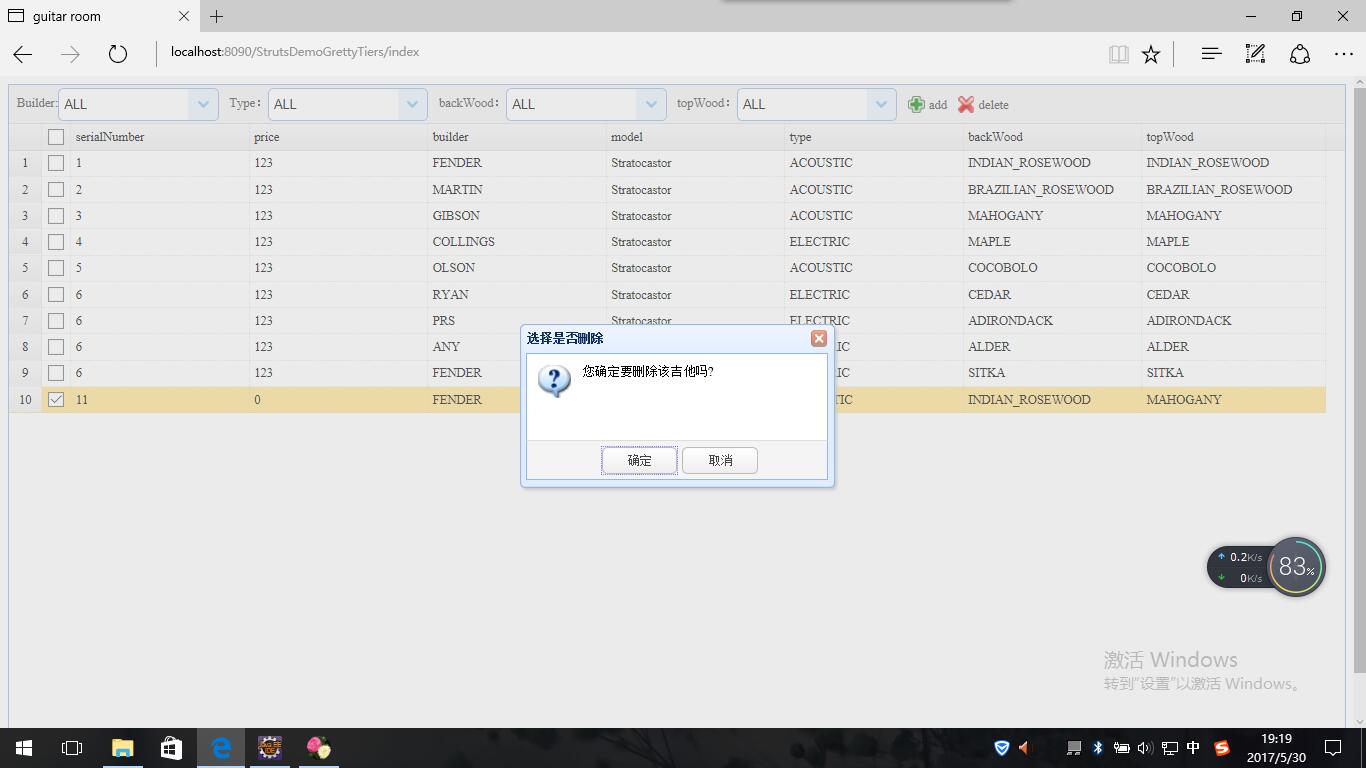 guitar room
localhost:8090/StrutsDemoGrettyTiers/index
Builder: ALL Type: ALL backWood: ALL topWood: ALL add delete
serialNumber price builder model type backWood topWood
1 1 123 FENDER Stratocastor ACOUSTIC INDIAN_ROSEWOOD INDIAN_ROSEWOOD
2 2 123 MARTIN Stratocastor ACOUSTIC BRAZILIAN_ROSEWOOD BRAZILIAN_ROSEWOOD
3 3 123 GIBSON Stratocastor ACOUSTIC MAHOGANY MAHOGANY
4 4 123 COLLINGS Stratocastor ELECTRIC MAPLE MAPLE
5 5 123 OLSON Stratocastor ACOUSTIC COCOBOLO COCOBOLO
6 6 123 RYAN Stratocastor ELECTRIC CEDAR CEDAR
7 6 123 PRS Stratocastor ELECTRIC ADIRONDACK ADIRONDACK
8 6 123 ANY IC ALDER ALDER
9 6 123 FENDER IC SITKA SITKA
10 11 0 FENDER TIC INDIAN_ROSEWOOD MAHOGANY
选择是否删除
您确定要删除该吉他吗?
确定 取消
0.2K/s
0K/s
83%
激活 Windows
转到"设置"以激活 Windows。
中
19:19
2017/5/30